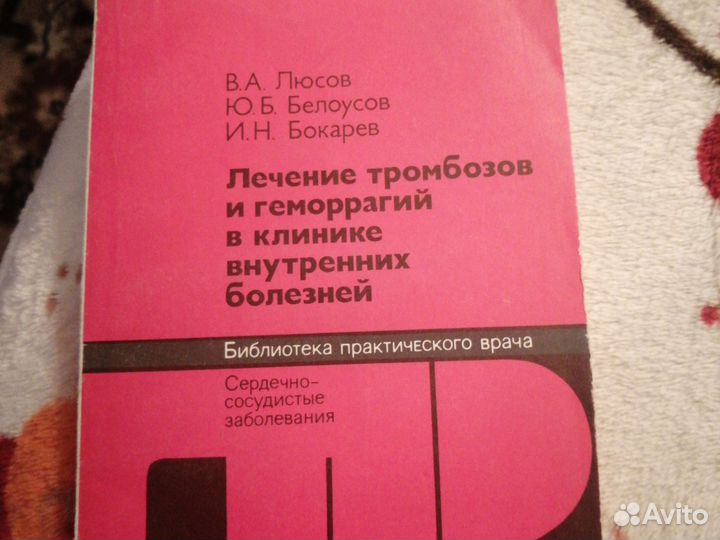 В.А. Люсов
Ю.Б. Белоусов
И.Н. Бокарев
Лечение тромбозов
и геморрагий
в клинике
внутренних
болезней
Библиотека практического врача
Сердечно-
сосудистые
заболевания
Avito